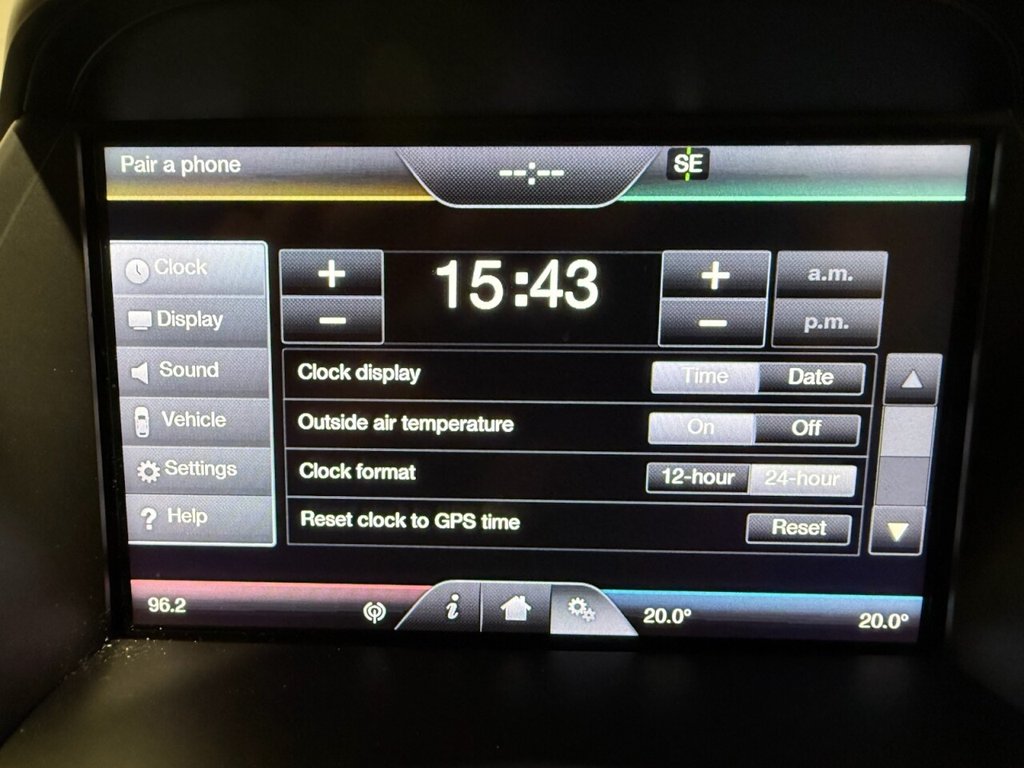 Pair a phone
--:--
SE
Clock
Display
Sound
Vehicle
Settings
Help
+ 15:43 + a.m.
− − p.m.
Clock display Time Date
Outside air temperature On Off
Clock format 12-hour 24-hour
Reset clock to GPS time Reset
96.2 i 20.0° 20.0°